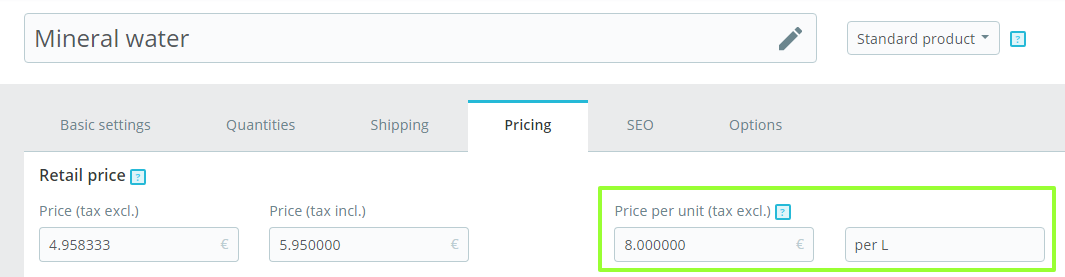 Mineral water
Standard product
?
Basic settings
Quantities
Shipping
Pricing
SEO
Options
Retail price ?
Price (tax excl.)
Price (tax incl.)
Price per unit (tax excl.) ?
4.958333 €
5.950000 €
8.000000 €
per L